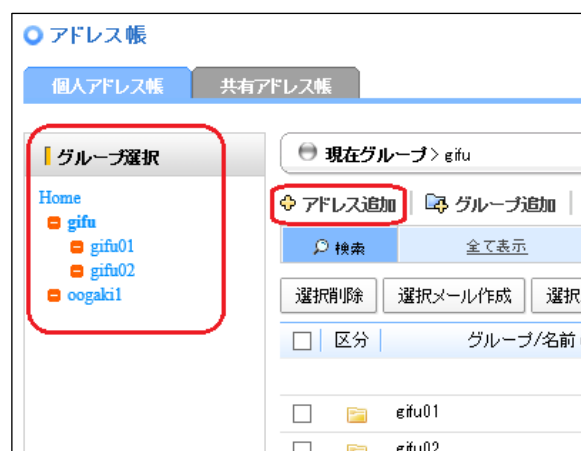 アドレス帳
個人アドレス帳 共有アドレス帳
グループ選択
Home
gifu
gifu01
gifu02
oogaki1
現在グループ > gifu
アドレス追加 グループ追加
検索 全て表示
選択削除 選択メール作成 選択
区分 グループ/名前
gifu01
gifu02